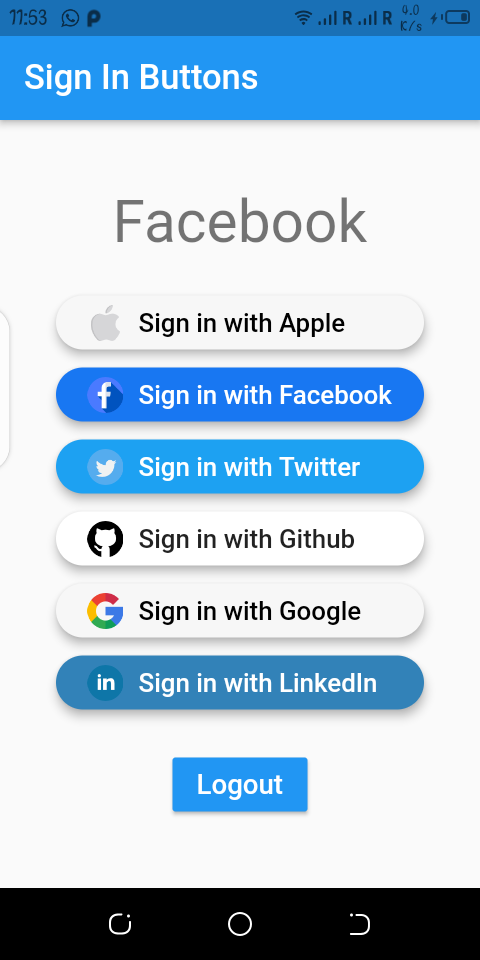 11:53
R
R
0.0
K/s
Sign In Buttons
Facebook
Sign in with Apple
Sign in with Facebook
Sign in with Twitter
Sign in with Github
Sign in with Google
in Sign in with LinkedIn
Logout